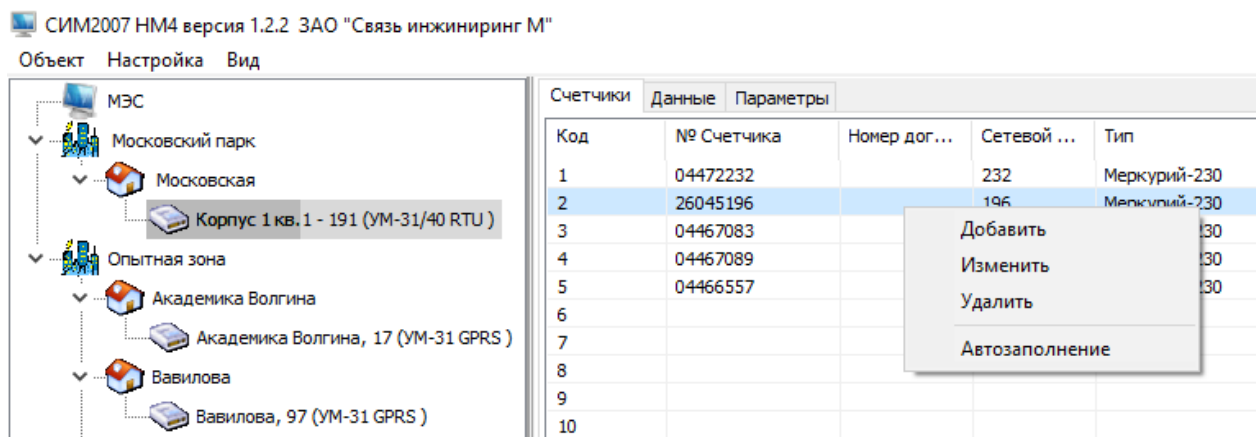 СИМ2007 НМ4 версия 1.2.2 ЗАО "Связь инжиниринг М"
Объект Настройка Вид
МЭС
Московский парк
Московская
Корпус 1 кв. 1 - 191 (УМ-31/40 RTU )
Опытная зона
Академика Волгина
Академика Волгина, 17 (УМ-31 GPRS )
Вавилова
Вавилова, 97 (УМ-31 GPRS )
Счетчики Данные Параметры
Код № Счетчика Номер дог... Сетевой ... Тип
1 04472232 232 Меркурий-230
2 26045196 196 Меркурий-230
3 04467083 230
4 04467089 230
5 04466557 230
6
7
8
9
10
Добавить
Изменить
Удалить
Автозаполнение